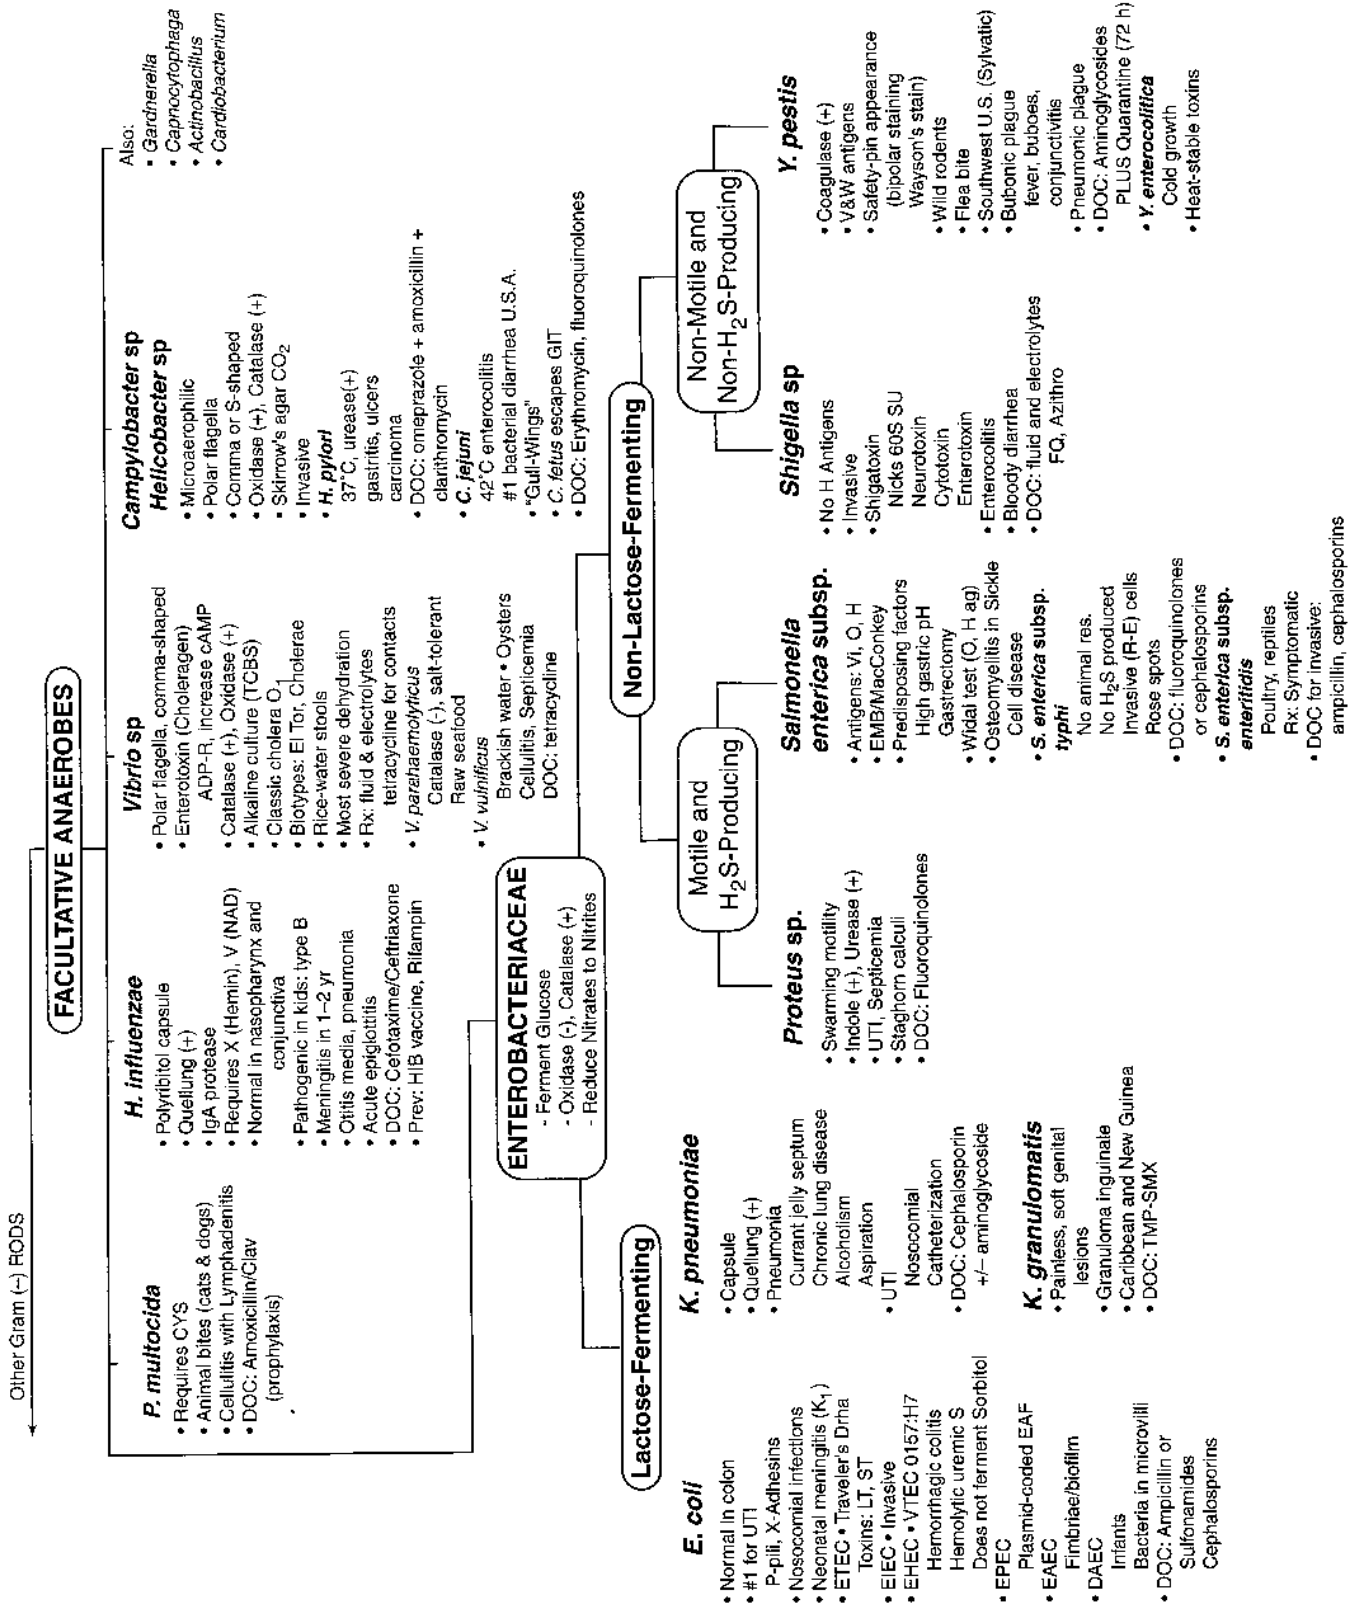 Other Gram (–) RODS
FACULTATIVE ANAEROBES
P. multocida
• Requires CYS
• Animal bites (cats & dogs)
• Cellulitis with Lymphadenitis
• DOC: Amoxicillin/Clav
(prophylaxis)
H. influenzae
• Polyribitol capsule
• Quellung (+)
• IgA protease
• Requires X (Hemin), V (NAD)
• Normal in nasopharynx and
conjunctiva
• Pathogenic in kids: type B
• Meningitis in 1–2 yr
• Otitis media, pneumonia
• Acute epiglottitis
• DOC: Cefotaxime/Ceftriaxone
• Prev: HIB vaccine, Rifampin
Vibrio sp
• Polar flagella, comma-shaped
• Enterotoxin (Choleragen)
ADP-R, increase cAMP
• Catalase (+), Oxidase (+)
• Alkaline culture (TCBS)
• Classic cholera O1
• Biotypes: El Tor, Cholerae
• Rice-water stools
• Most severe dehydration
• Rx: fluid & electrolytes
tetracycline for contacts
• V. parahaemolyticus
Catalase (-), salt-tolerant
Raw seafood
• V. vulnificus
Brackish water • Oysters
Cellulitis, Septicemia
DOC: tetracycline
Campylobacter sp
Helicobacter sp
• Microaerophilic
• Polar flagella
• Comma or S-shaped
• Oxidase (+), Catalase (+)
• Skirrow's agar CO2
• Invasive
• H. pylori
37˚C, urease(+)
gastritis, ulcers
carcinoma
• DOC: omeprazole + amoxicillin +
clarithromycin
• C. jejuni
42˚C enterocolitis
#1 bacterial diarrhea U.S.A.
• "Gull-Wings"
• C. fetus escapes GIT
• DOC: Erythromycin, fluoroquinolones
Also:
• Gardnerella
• Capnocytophaga
• Actinobacillus
• Cardiobacterium
ENTEROBACTERIACEAE
- Ferment Glucose
- Oxidase (-), Catalase (+)
- Reduce Nitrates to Nitrites
Lactose-Fermenting
E. coli
• Normal in colon
• #1 for UTI
P-pili, X-Adhesins
• Nosocomial infections
• Neonatal meningitis (K1)
• ETEC • Traveler's Drha
Toxins: LT, ST
• EIEC • Invasive
• EHEC • VTEC 0157:H7
Hemorrhagic colitis
Hemolytic uremic S
Does not ferment Sorbitol
• EPEC
Plasmid-coded EAF
• EAEC
Fimbriae/biofilm
• DAEC
Infants
Bacteria in microvilli
• DOC: Ampicillin or
Sulfonamides
Cephalosporins
K. pneumoniae
• Capsule
• Quellung (+)
• Pneumonia
Currant jelly septum
Chronic lung disease
Alcoholism
Aspiration
• UTI
Nosocomial
Catheterization
• DOC: Cephalosporin
+/– aminoglycoside
K. granulomatis
• Painless, soft genital
lesions
• Granuloma inguinate
• Caribbean and New Guinea
• DOC: TMP-SMX
Non-Lactose-Fermenting
Motile and
H2S-Producing
Proteus sp.
• Swarming motility
• Indole (+), Urease (+)
• UTI, Septicemia
• Staghorn calculi
• DOC: Fluoroquinolones
Salmonella
enterica subsp.
• Antigens: Vi, O, H
• EMB/MacConkey
• Predisposing factors
High gastric pH
Gastrectomy
• Widal test (O, H ag)
• Osteomyelitis in Sickle
Cell disease
• S. enterica subsp.
typhi
No animal res.
No H2S produced
Invasive (R-E) cells
Rose spots
• DOC: fluoroquinolones
or cephalosporins
• S. enterica subsp.
enteritidis
Poultry, reptiles
Rx: Symptomatic
• DOC for invasive:
ampicillin, cephalosporins
Non-Motile and
Non-H2S-Producing
Shigella sp
• No H Antigens
• Invasive
• Shigatoxin
Nicks 60S SU
Neurotoxin
Cytotoxin
Enterotoxin
• Enterocolitis
• Bloody diarrhea
• DOC: fluid and electrolytes
FQ, Azithro
Y. pestis
• Coagulase (+)
• V&W antigens
• Safety-pin appearance
(bipolar staining
Wayson's stain)
• Wild rodents
• Flea bite
• Southwest U.S. (Sylvatic)
• Bubonic plague
fever, buboes,
conjunctivitis
• Pneumonic plague
• DOC: Aminoglycosides
PLUS Quarantine (72 h)
• Y. enterocolitica
Cold growth
• Heat-stable toxins